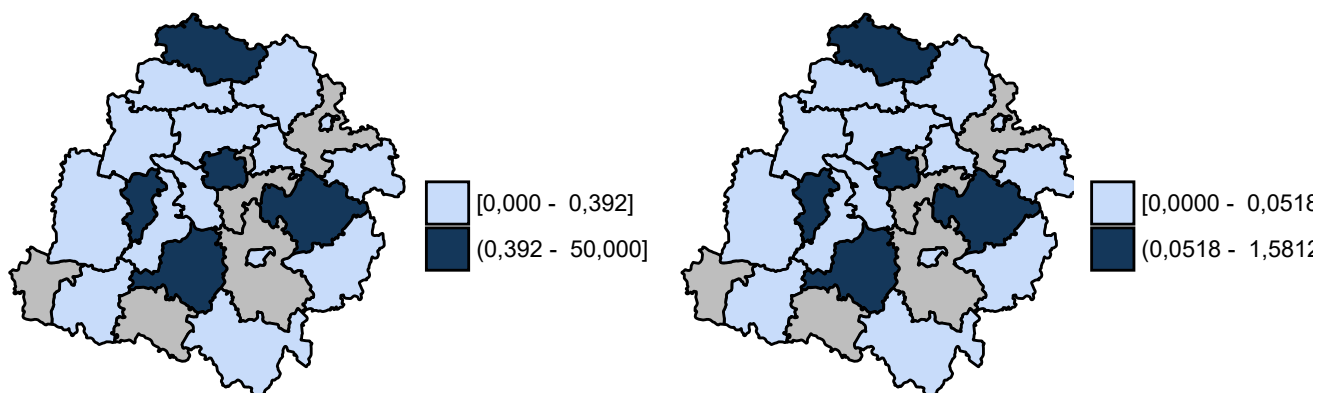 [0,000 - 0,392]
(0,392 - 50,000]
[0,0000 - 0,0518
(0,0518 - 1,5812